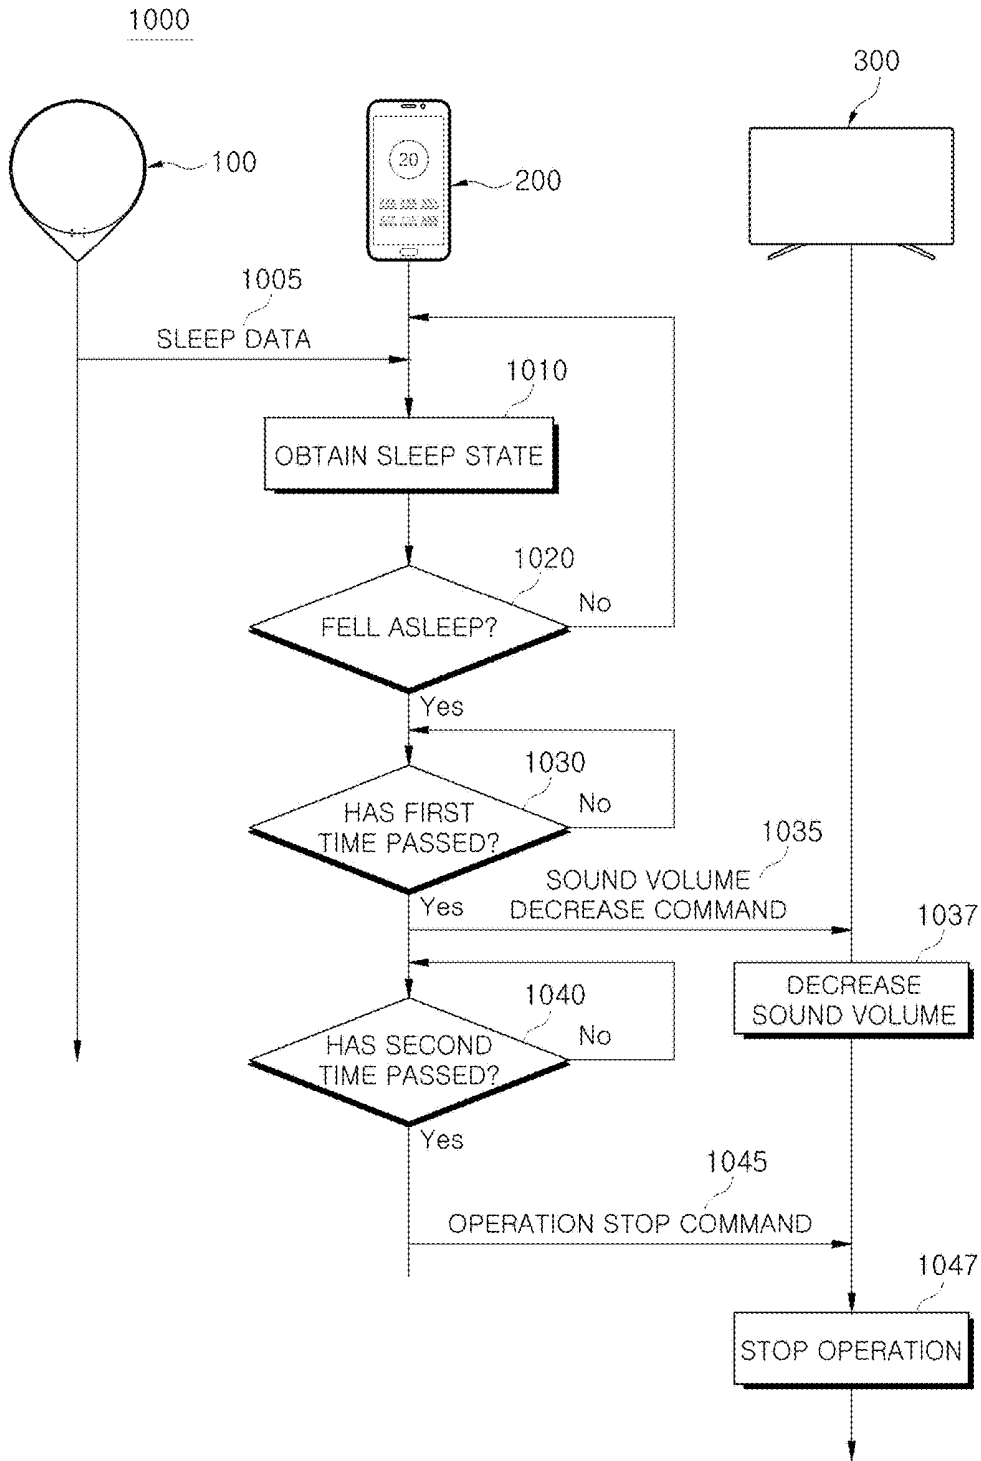 1000
300
100
20
200
1005
SLEEP DATA
1010
OBTAIN SLEEP STATE
1020
No
FELL ASLEEP?
Yes
1030
No
HAS FIRST
TIME PASSED?
1035
SOUND VOLUME
DECREASE COMMAND
Yes
1037
DECREASE
SOUND VOLUME
1040
No
HAS SECOND
TIME PASSED?
Yes
1045
OPERATION STOP COMMAND
1047
STOP OPERATION